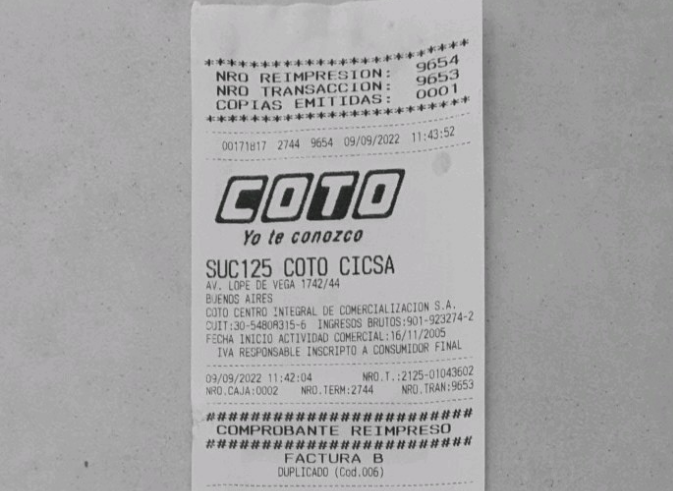 ************************
NRO REIMPRESION: 9654
NRO TRANSACCION: 9653
COPIAS EMITIDAS: 0001
************************
00171817 2744 9654 09/09/2022 11:43:52
COTO
Yo te conozco
SUC125 COTO CICSA
AV. LOPE DE VEGA 1742/44
BUENOS AIRES
COTO CENTRO INTEGRAL DE COMERCIALIZACION S.A.
CUIT:30-54808315-6 INGRESOS BRUTOS:901-923274-2
FECHA INICIO ACTIVIDAD COMERCIAL:16/11/2005
IVA RESPONSABLE INSCRIPTO A CONSUMIDOR FINAL
09/09/2022 11:42:04 NRO.T.:2125-01043602
NRO.CAJA:0002 NRO.TERM:2744 NRO.TRAN:9653
########################
COMPROBANTE REIMPRESO
########################
FACTURA B
DUPLICADO (Cod.006)